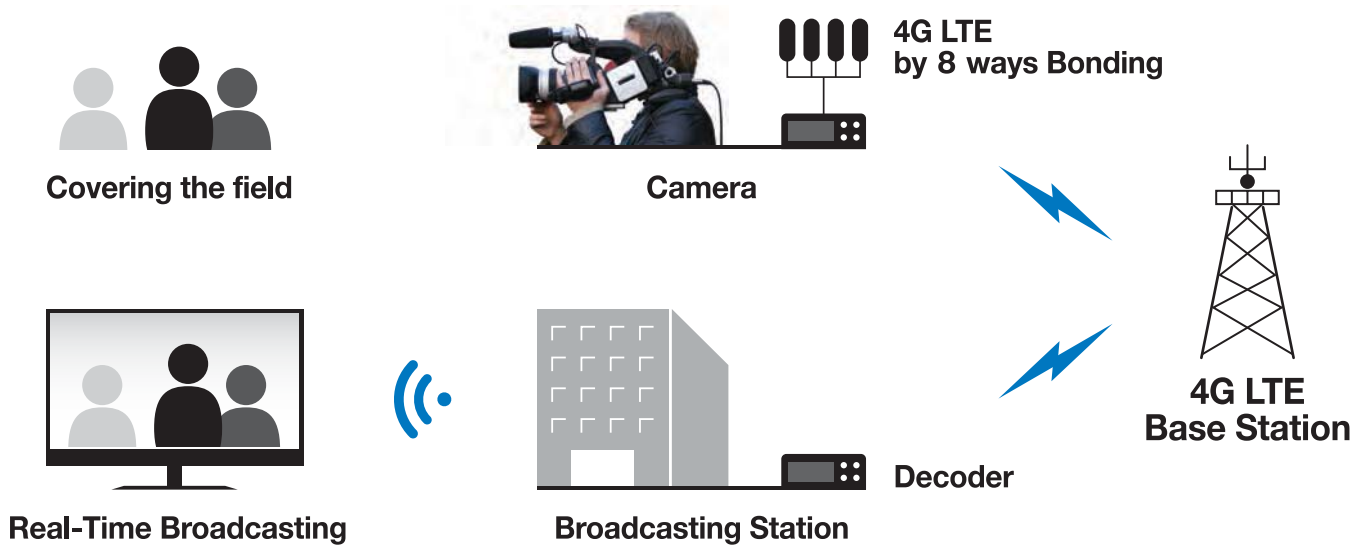 4G LTE
by 8 ways Bonding
Covering the field
Camera
4G LTE
Base Station
Decoder
Real-Time Broadcasting
Broadcasting Station